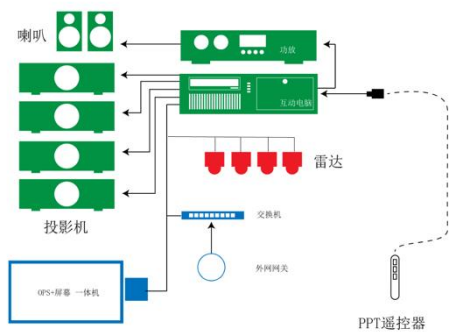 喇叭
功放
互动电脑
雷达
投影机
交换机
外网网关
OPS+屏幕 一体机
PPT遥控器